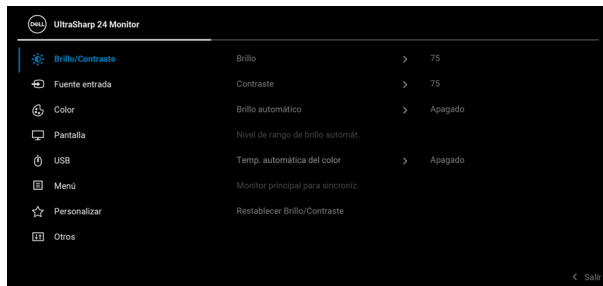 DELL UltraSharp 24 Monitor
Brillo/Contraste Brillo > 75
Fuente entrada Contraste > 75
Color Brillo automático > Apagado
Pantalla Nivel de rango de brillo automát.
USB Temp. automática del color > Apagado
Menú Monitor principal para sincroniz.
Personalizar Restablecer Brillo/Contraste
Otros
< Salir